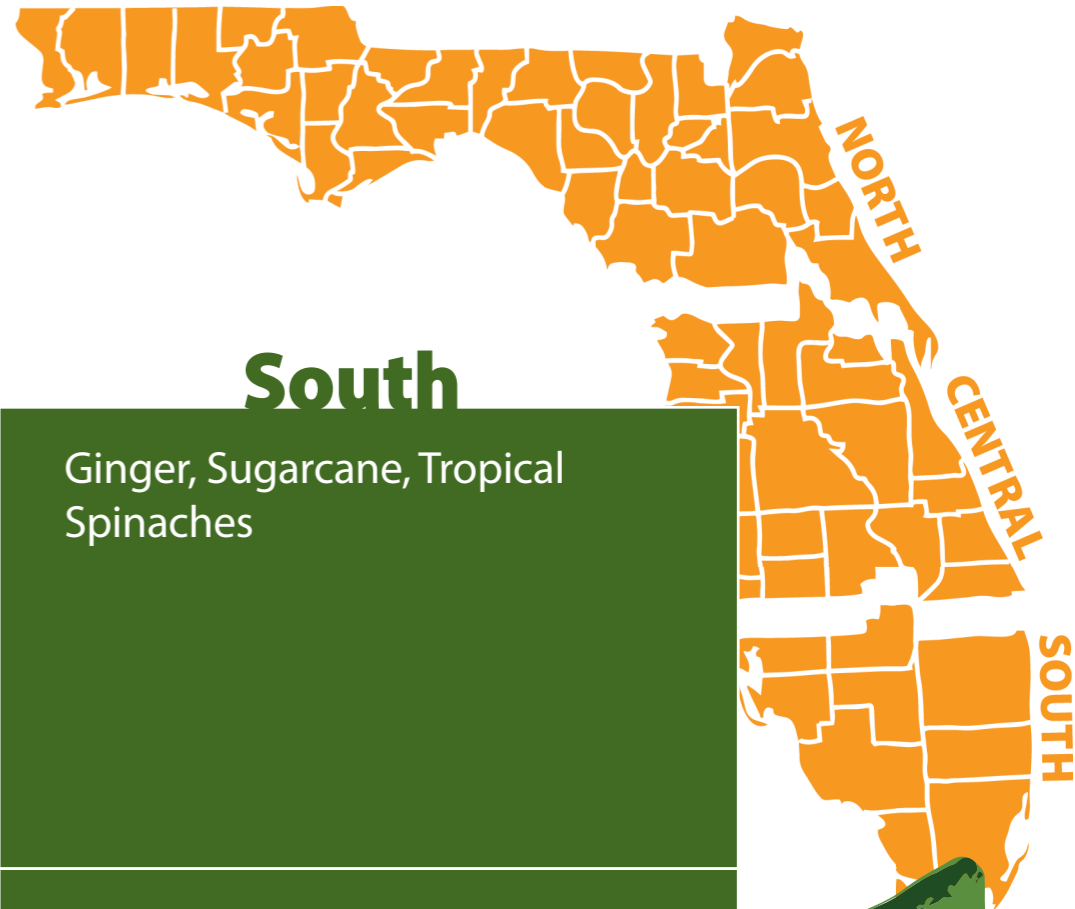 NORTH
South
CENTRAL
Ginger, Sugarcane, Tropical
Spinaches
SOUTH